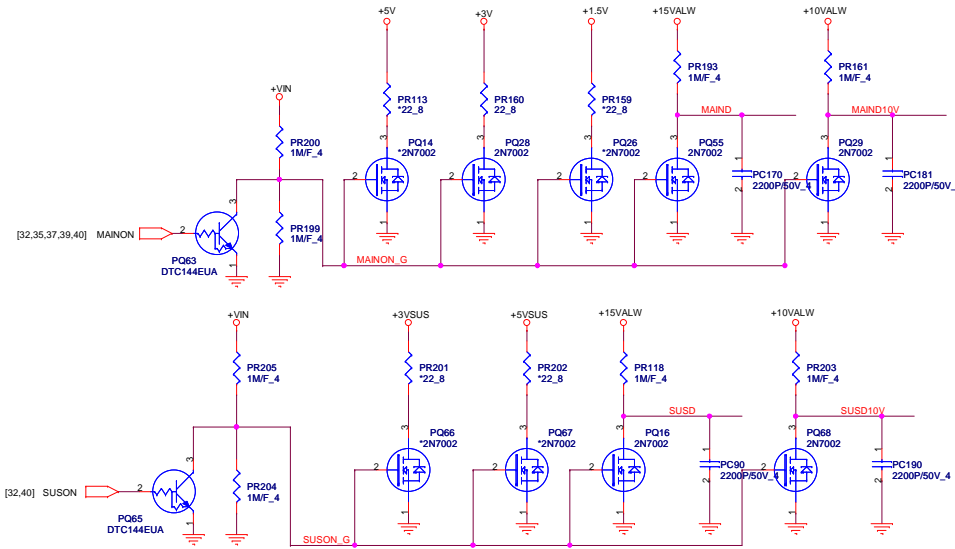 +5V
+3V
+1.5V
+15VALW
+10VALW
PR193
1M/F_4
PR161
1M/F_4
+VIN
PR113
*22_8
PR160
22_8
PR159
*22_8
MAIND
MAIND10V
PR200
1M/F_4
3
PQ14
*2N7002
3
PQ28
2N7002
3
PQ26
*2N7002
3
PQ55
2N7002
3
PQ29
2N7002
2
2
2
2
2
1
PC170
2200P/50V_4
2
1
PC181
2200P/50V_4
2
1
1
1
1
1
3
PR199
1M/F_4
[32,35,37,39,40] MAINON
2
1
PQ63
DTC144EUA
MAINON_G
+VIN
+3VSUS
+5VSUS
+15VALW
+10VALW
PR205
1M/F_4
PR201
*22_8
PR202
*22_8
PR118
1M/F_4
PR203
1M/F_4
SUSD
SUSD10V
3
PQ66
*2N7002
3
PQ67
*2N7002
3
PQ16
2N7002
3
PQ68
2N7002
2
2
2
2
1
PC90
2200P/50V_4
2
1
PC190
2200P/50V_4
2
1
1
1
1
3
PR204
1M/F_4
[32,40] SUSON
2
1
PQ65
DTC144EUA
SUSON_G